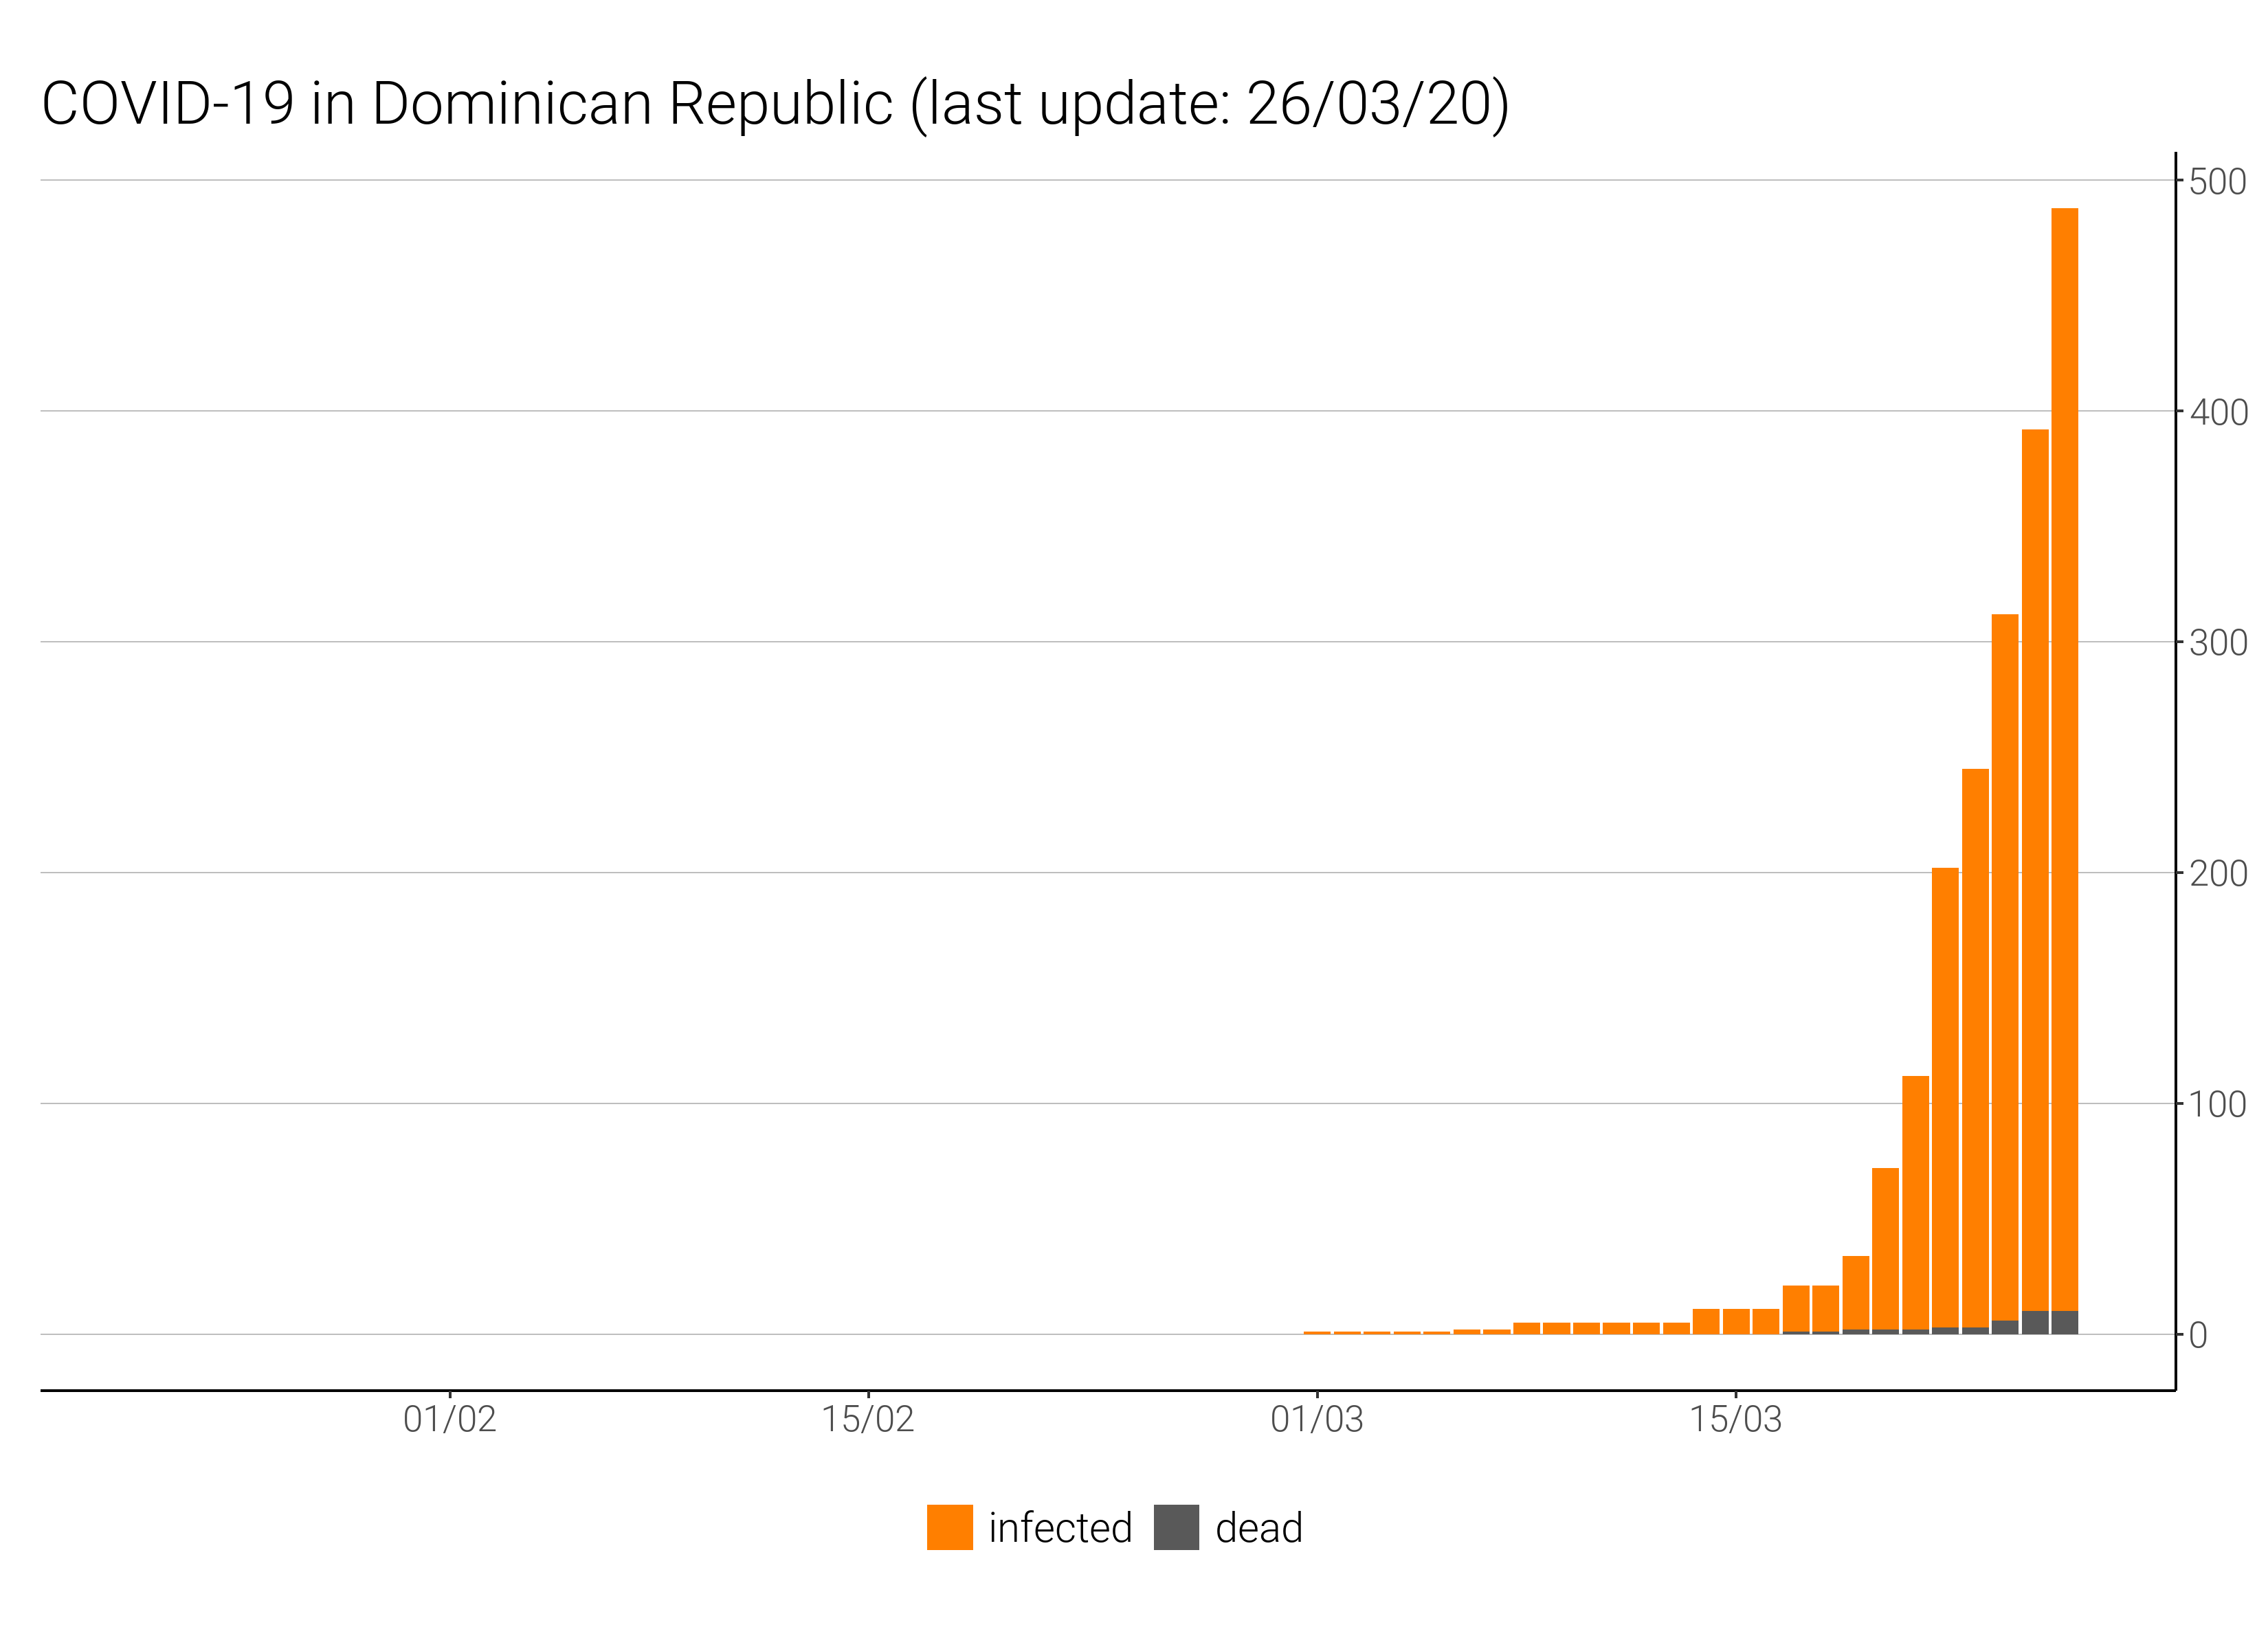 COVID-19 in Dominican Republic (last update: 26/03/20)
500
400
300
200
100
0
01/02 15/02 01/03 15/03
infected dead